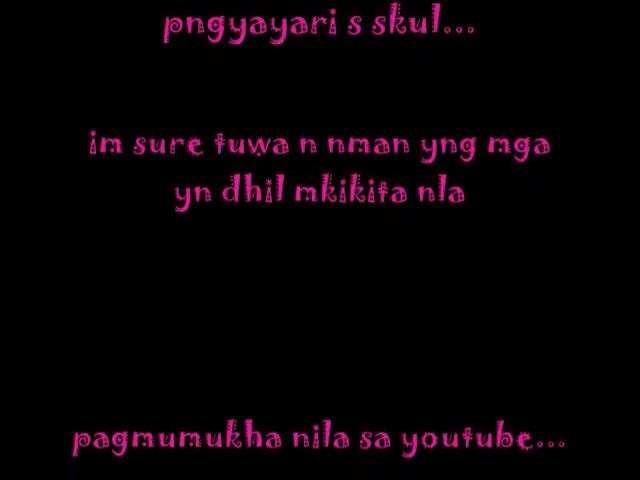 pngyayari s skul...
im sure tuwa n nman yng mga
yn dhil mkikita nla
pagmumukha nila sa youtube...